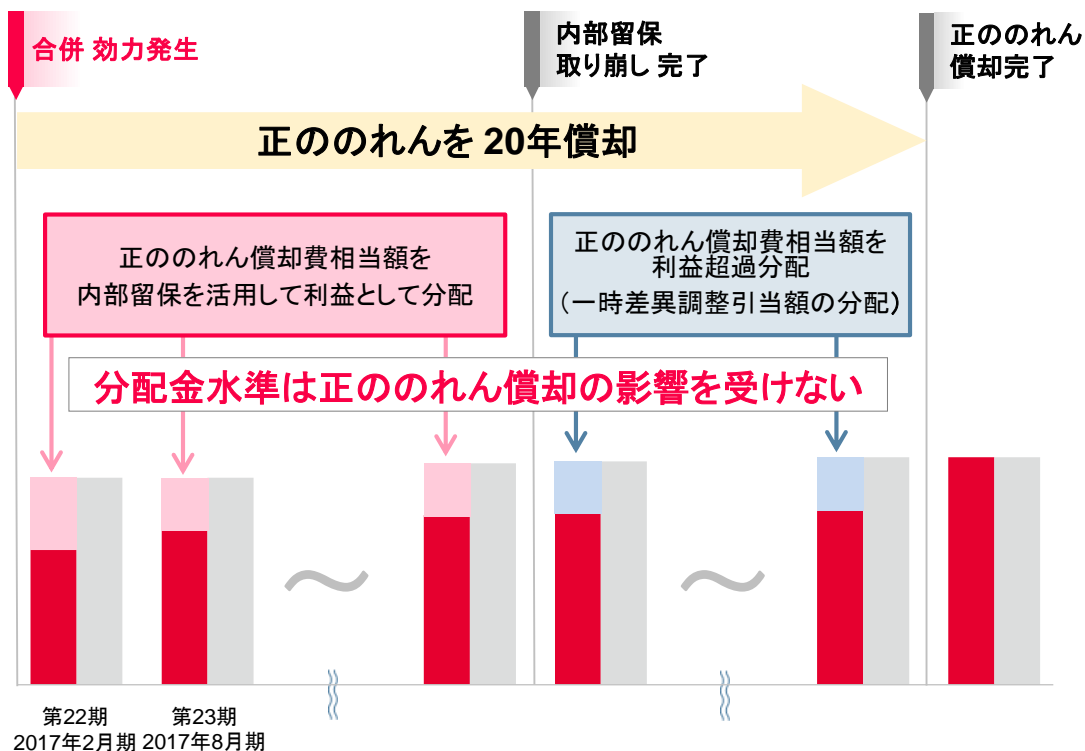 合併 効力発生
内部留保
取り崩し 完了
正ののれん
償却完了
正ののれんを 20年償却
正ののれん償却費相当額を
内部留保を活用して利益として分配
正ののれん償却費相当額を
利益超過分配
(一時差異調整引当額の分配)
分配金水準は正ののれん償却の影響を受けない
～
～
第22期
2017年2月期
第23期
2017年8月期